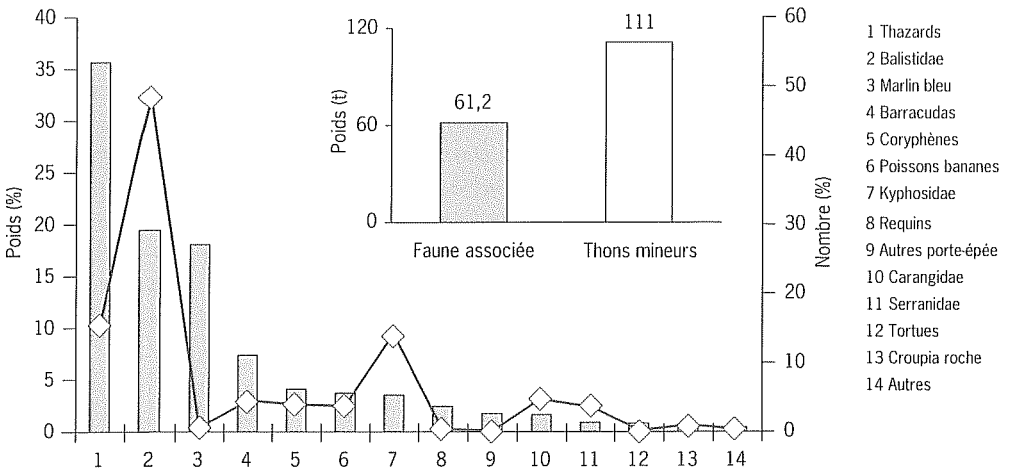 40
35
30
25
20
15
10
5
0
Poids (%)
120
60
0
Poids (t)
61,2
111
Faune associée
Thons mineurs
60
50
40
30
20
10
0
Nombre (%)
1
2
3
4
5
6
7
8
9
10
11
12
13
14
1 Thazards
2 Balistidae
3 Marlin bleu
4 Barracudas
5 Coryphènes
6 Poissons bananes
7 Kyphosidae
8 Requins
9 Autres porte-épée
10 Carangidae
11 Serranidae
12 Tortues
13 Croupia roche
14 Autres